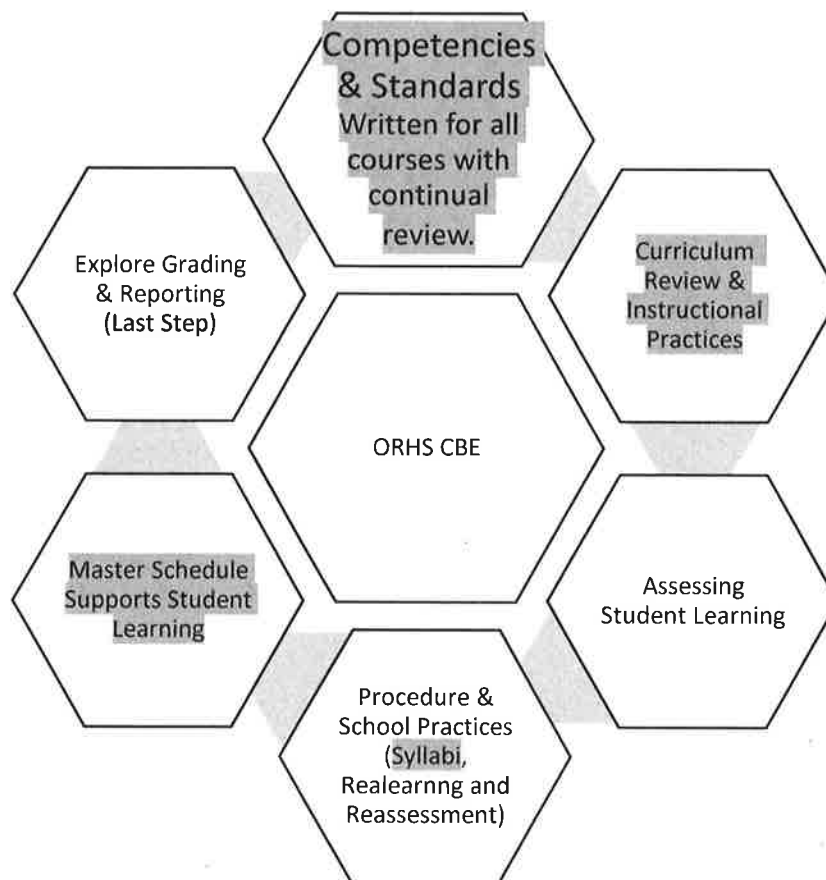 Competencies
& Standards
Written for all
courses with
continual
review.
Curriculum
Review &
Instructional
Practices
Assessing
Student Learning
Procedure &
School Practices
(Syllabi,
Realearnng and
Reassessment)
Master Schedule
Supports Student
Learning
Explore Grading
& Reporting
(Last Step)
ORHS CBE